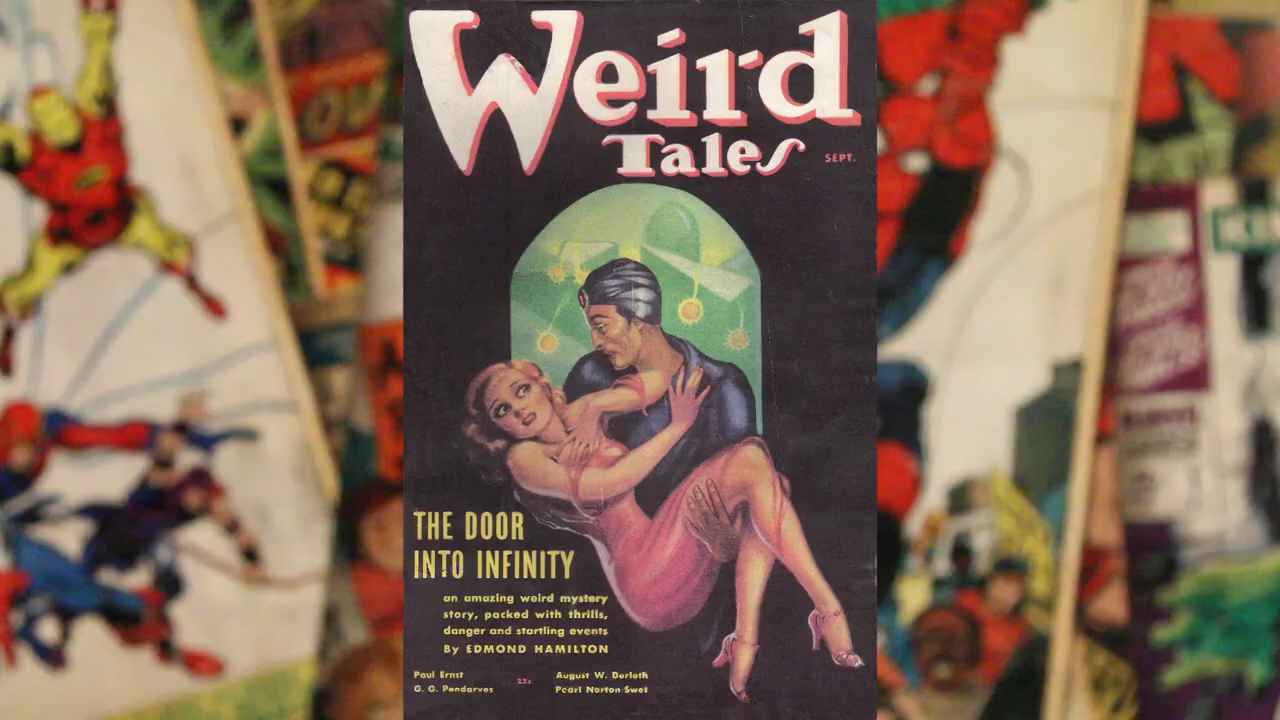 Weird
Tales
SEPT.
THE DOOR
INTO INFINITY
an amazing weird mystery
story, packed with thrills,
danger and startling events
By EDMOND HAMILTON
Paul Ernst
25c
August W. Derleth
G. G. Pendarves
Pearl Norton Swet